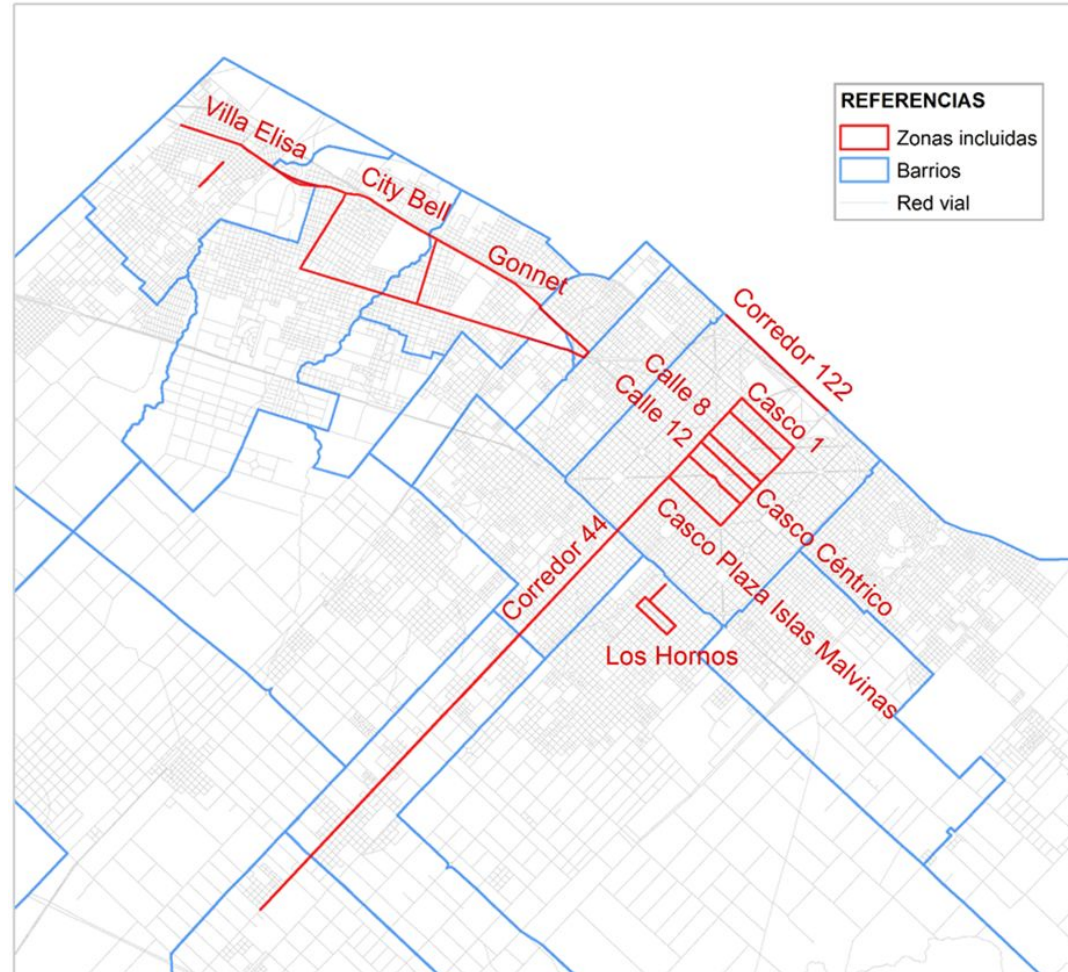 REFERENCIAS
Zonas incluidas
Barrios
Red vial
Villa Elisa
City Bell
Gonnet
Corredor 122
Calle 8
Calle 12
Casco 1
Casco Céntrico
Casco Plaza Islas Malvinas
Corredor 44
Los Hornos